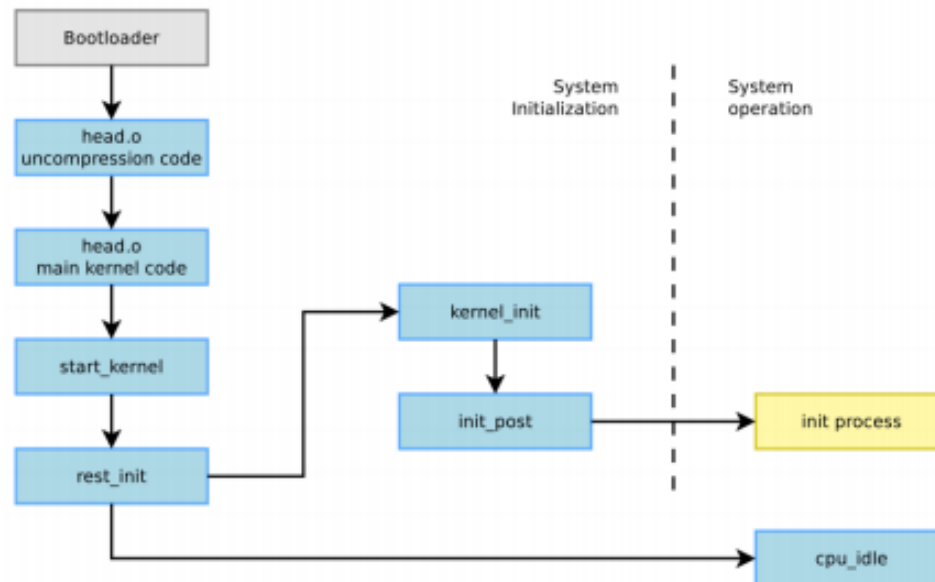 Bootloader
System
Initialization
System
operation
head.o
uncompression code
head.o
main kernel code
kernel_init
start_kernel
init_post
init process
rest_init
cpu_idle